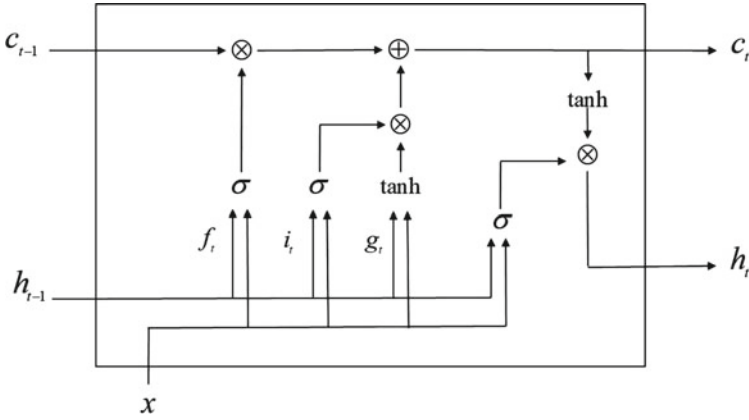 c_{t-1} ⊗ ⊕ c_t
tanh
⊗ ⊗
σ σ tanh
σ
f_t i_t g_t
h_t
h_{t-1}
x